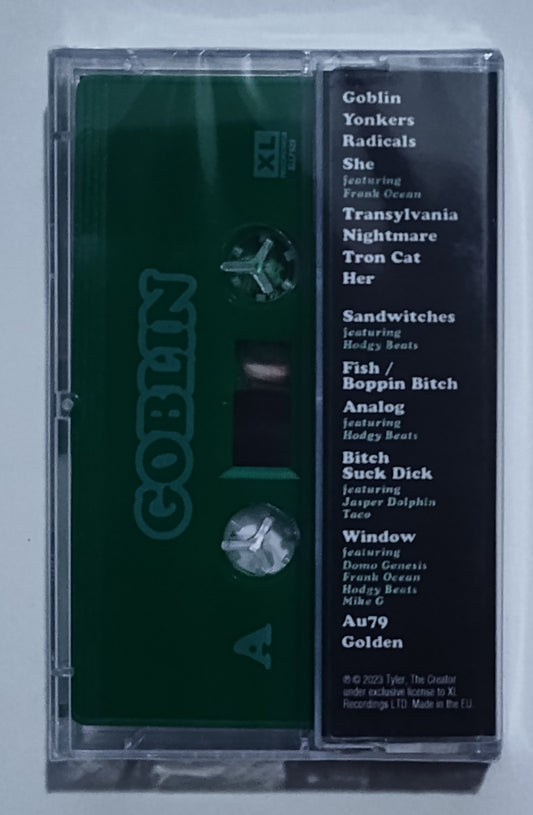 XL
GOBLIN
A
Goblin
Yonkers
Radicals
She
featuring
Frank Ocean
Transylvania
Nightmare
Tron Cat
Her
Sandwitches
featuring
Hodgy Beats
Fish /
Boppin Bitch
Analog
featuring
Hodgy Beats
Bitch
Suck Dick
featuring
Jasper Dolphin
Taco
Window
featuring
Domo Genesis
Frank Ocean
Hodgy Beats
Mike G
Au79
Golden
℗ © 2023 Tyler, The Creator
under exclusive license to XL
Recordings LTD. Made in the EU.